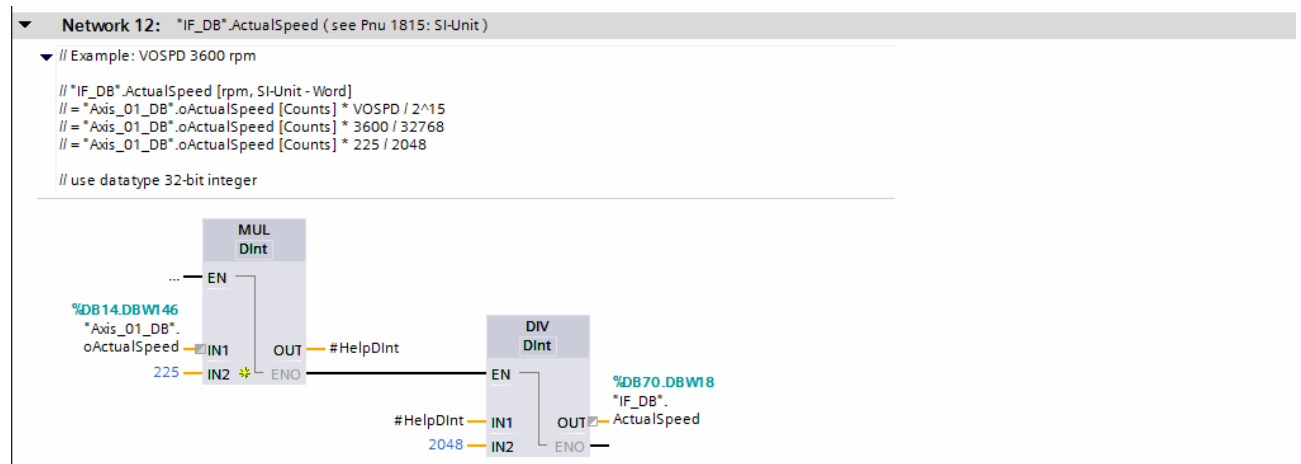 Network 12: "IF_DB".ActualSpeed ( see Pnu 1815: SI-Unit )
// Example: VOSPD 3600 rpm
// "IF_DB".ActualSpeed [rpm, SI-Unit - Word]
// = "Axis_01_DB".oActualSpeed [Counts] * VOSPD / 2^15
// = "Axis_01_DB".oActualSpeed [Counts] * 3600 / 32768
// = "Axis_01_DB".oActualSpeed [Counts] * 225 / 2048
// use datatype 32-bit integer
MUL
DInt
... EN
%DB14.DBW146
"Axis_01_DB".
oActualSpeed IN1 OUT #HelpDInt
225 IN2 ENO
DIV
DInt
EN
%DB70.DBW18
"IF_DB".
#HelpDInt IN1 OUT ActualSpeed
2048 IN2 ENO